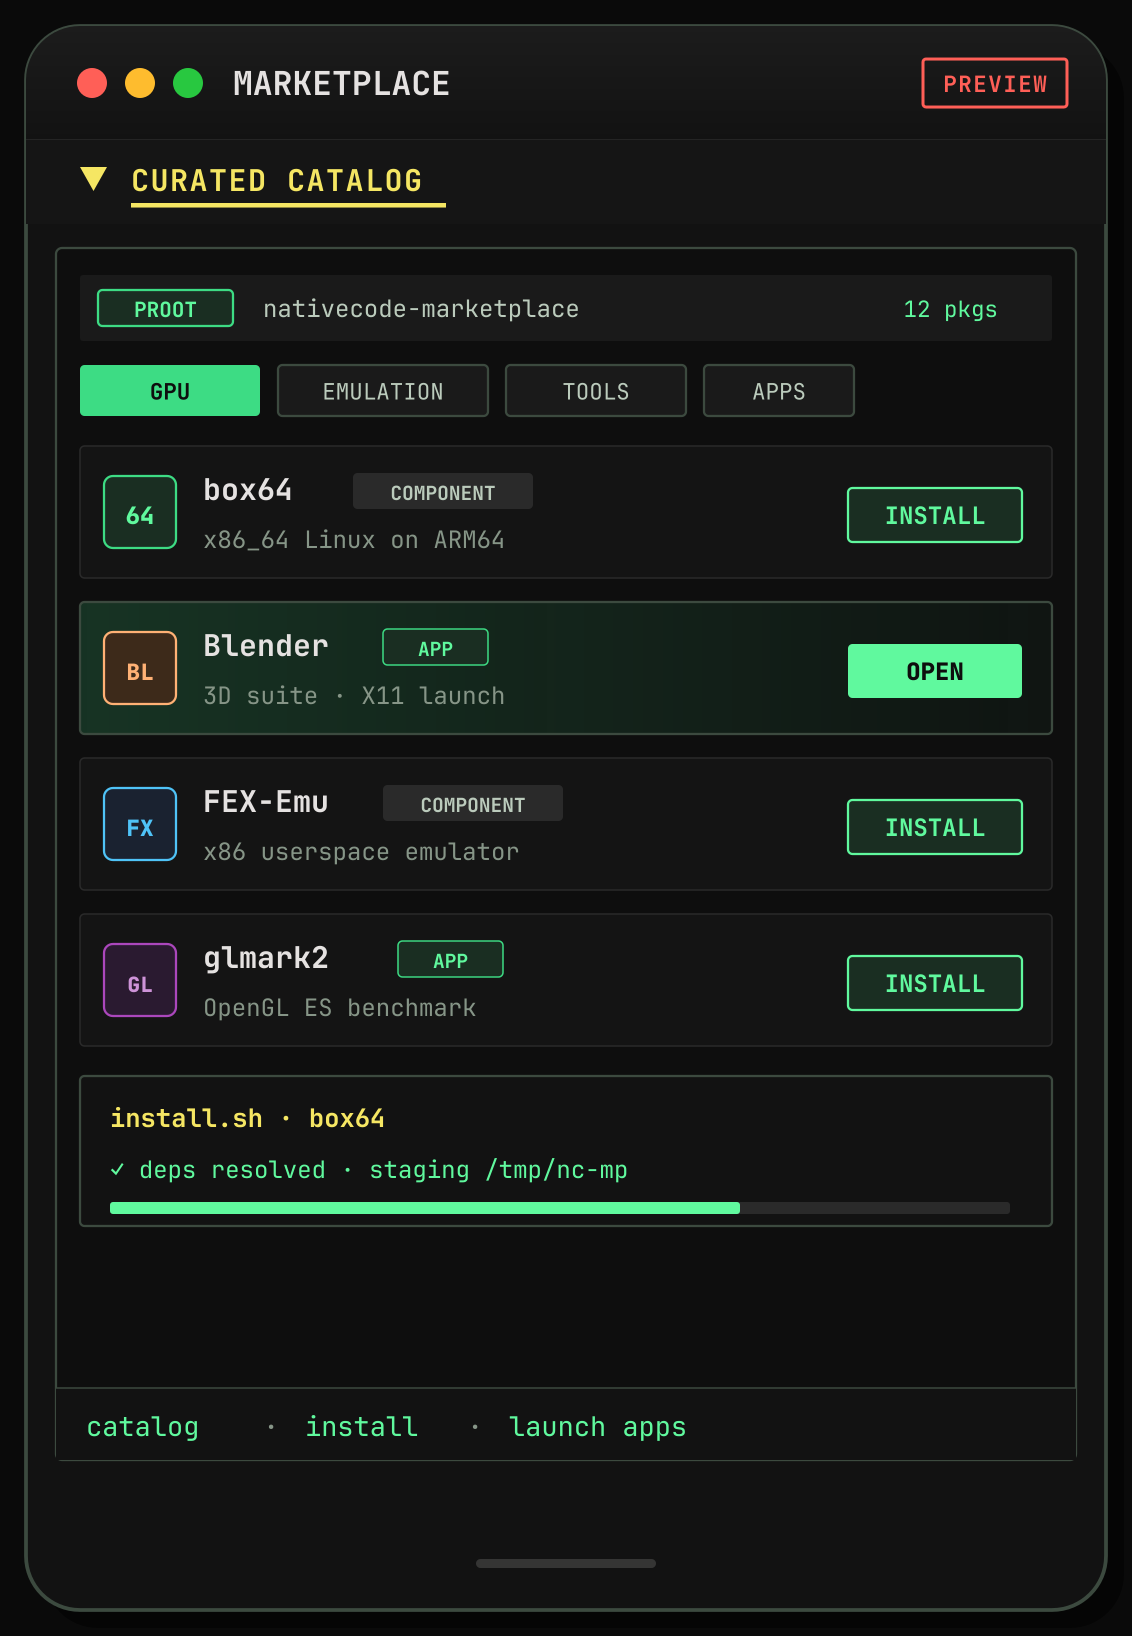 MARKETPLACE
PREVIEW
CURATED CATALOG
PROOT nativecode-marketplace 12 pkgs
GPU EMULATION TOOLS APPS
64 box64 COMPONENT
x86_64 Linux on ARM64
INSTALL
BL Blender APP
3D suite · X11 launch
OPEN
FX FEX-Emu COMPONENT
x86 userspace emulator
INSTALL
GL glmark2 APP
OpenGL ES benchmark
INSTALL
install.sh · box64
✓ deps resolved · staging /tmp/nc-mp
catalog · install · launch apps